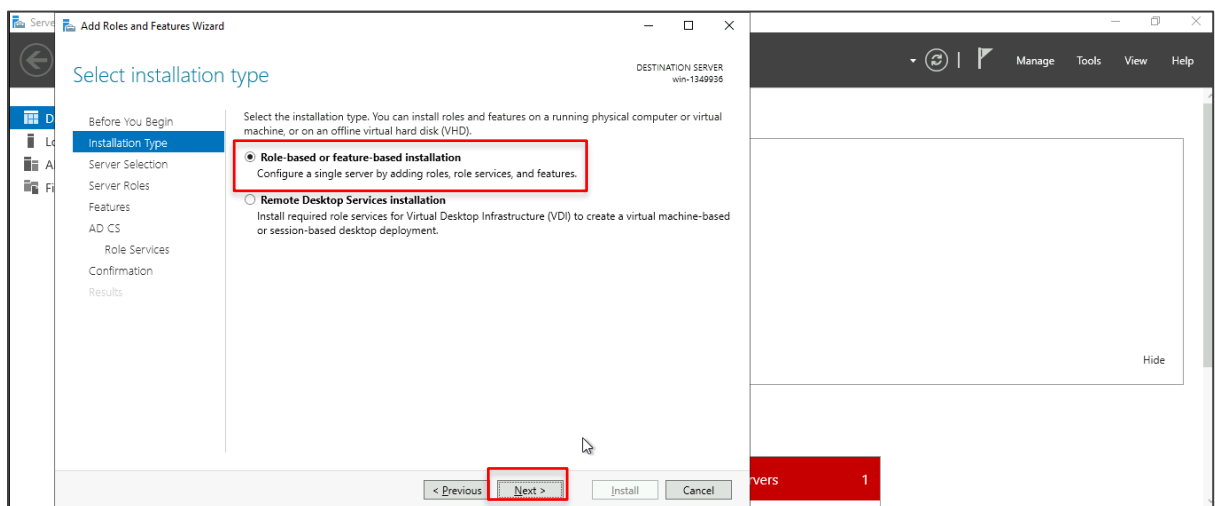 Serve
Add Roles and Features Wizard
Manage Tools View Help
Select installation type
DESTINATION SERVER
win-1349936
Before You Begin
Installation Type
Server Selection
Server Roles
Features
AD CS
Role Services
Confirmation
Results
Select the installation type. You can install roles and features on a running physical computer or virtual
machine, or on an offline virtual hard disk (VHD).
Role-based or feature-based installation
Configure a single server by adding roles, role services, and features.
Remote Desktop Services installation
Install required role services for Virtual Desktop Infrastructure (VDI) to create a virtual machine-based
or session-based desktop deployment.
Hide
< Previous Next > Install Cancel
rvers 1